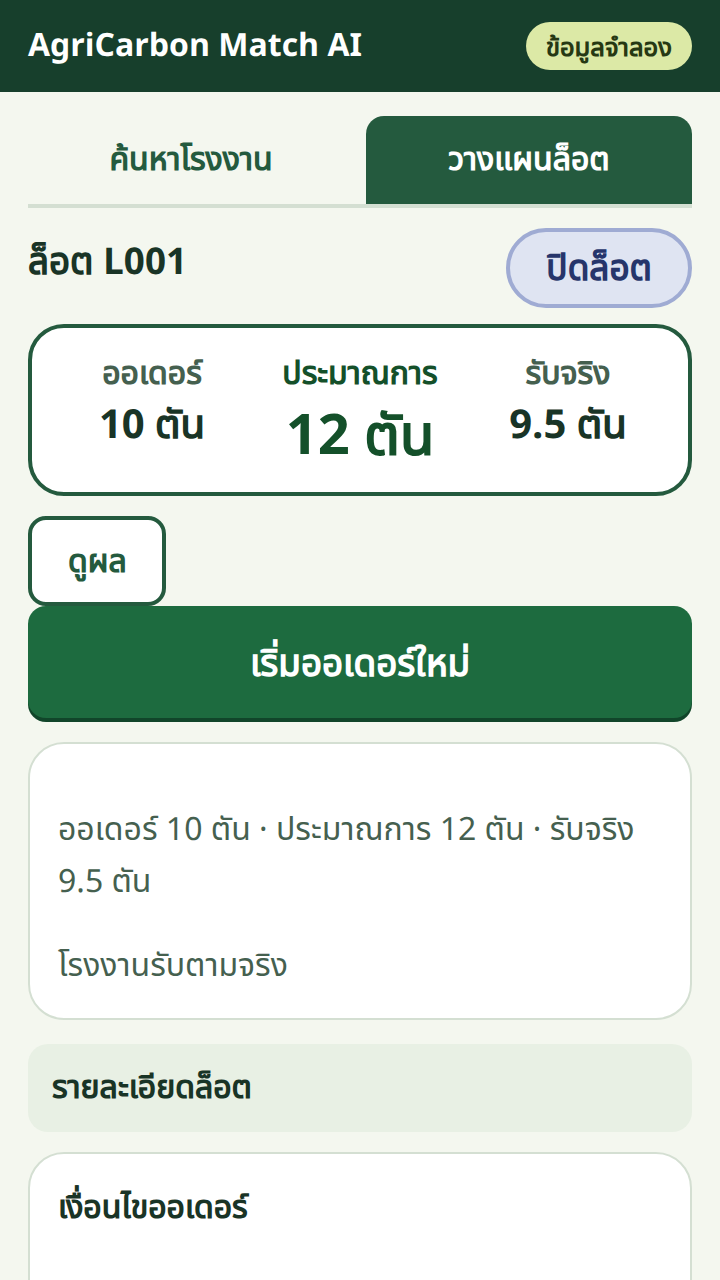 AgriCarbon Match AI
ข้อมูลจำลอง
ค้นหาโรงงาน
วางแผนล็อต
ล็อต L001
ปิดล็อต
ออเดอร์
ประมาณการ
รับจริง
10 ตัน
12 ตัน
9.5 ตัน
ดูผล
เริ่มออเดอร์ใหม่
ออเดอร์ 10 ตัน · ประมาณการ 12 ตัน · รับจริง
9.5 ตัน
โรงงานรับตามจริง
รายละเอียดล็อต
เงื่อนไขออเดอร์